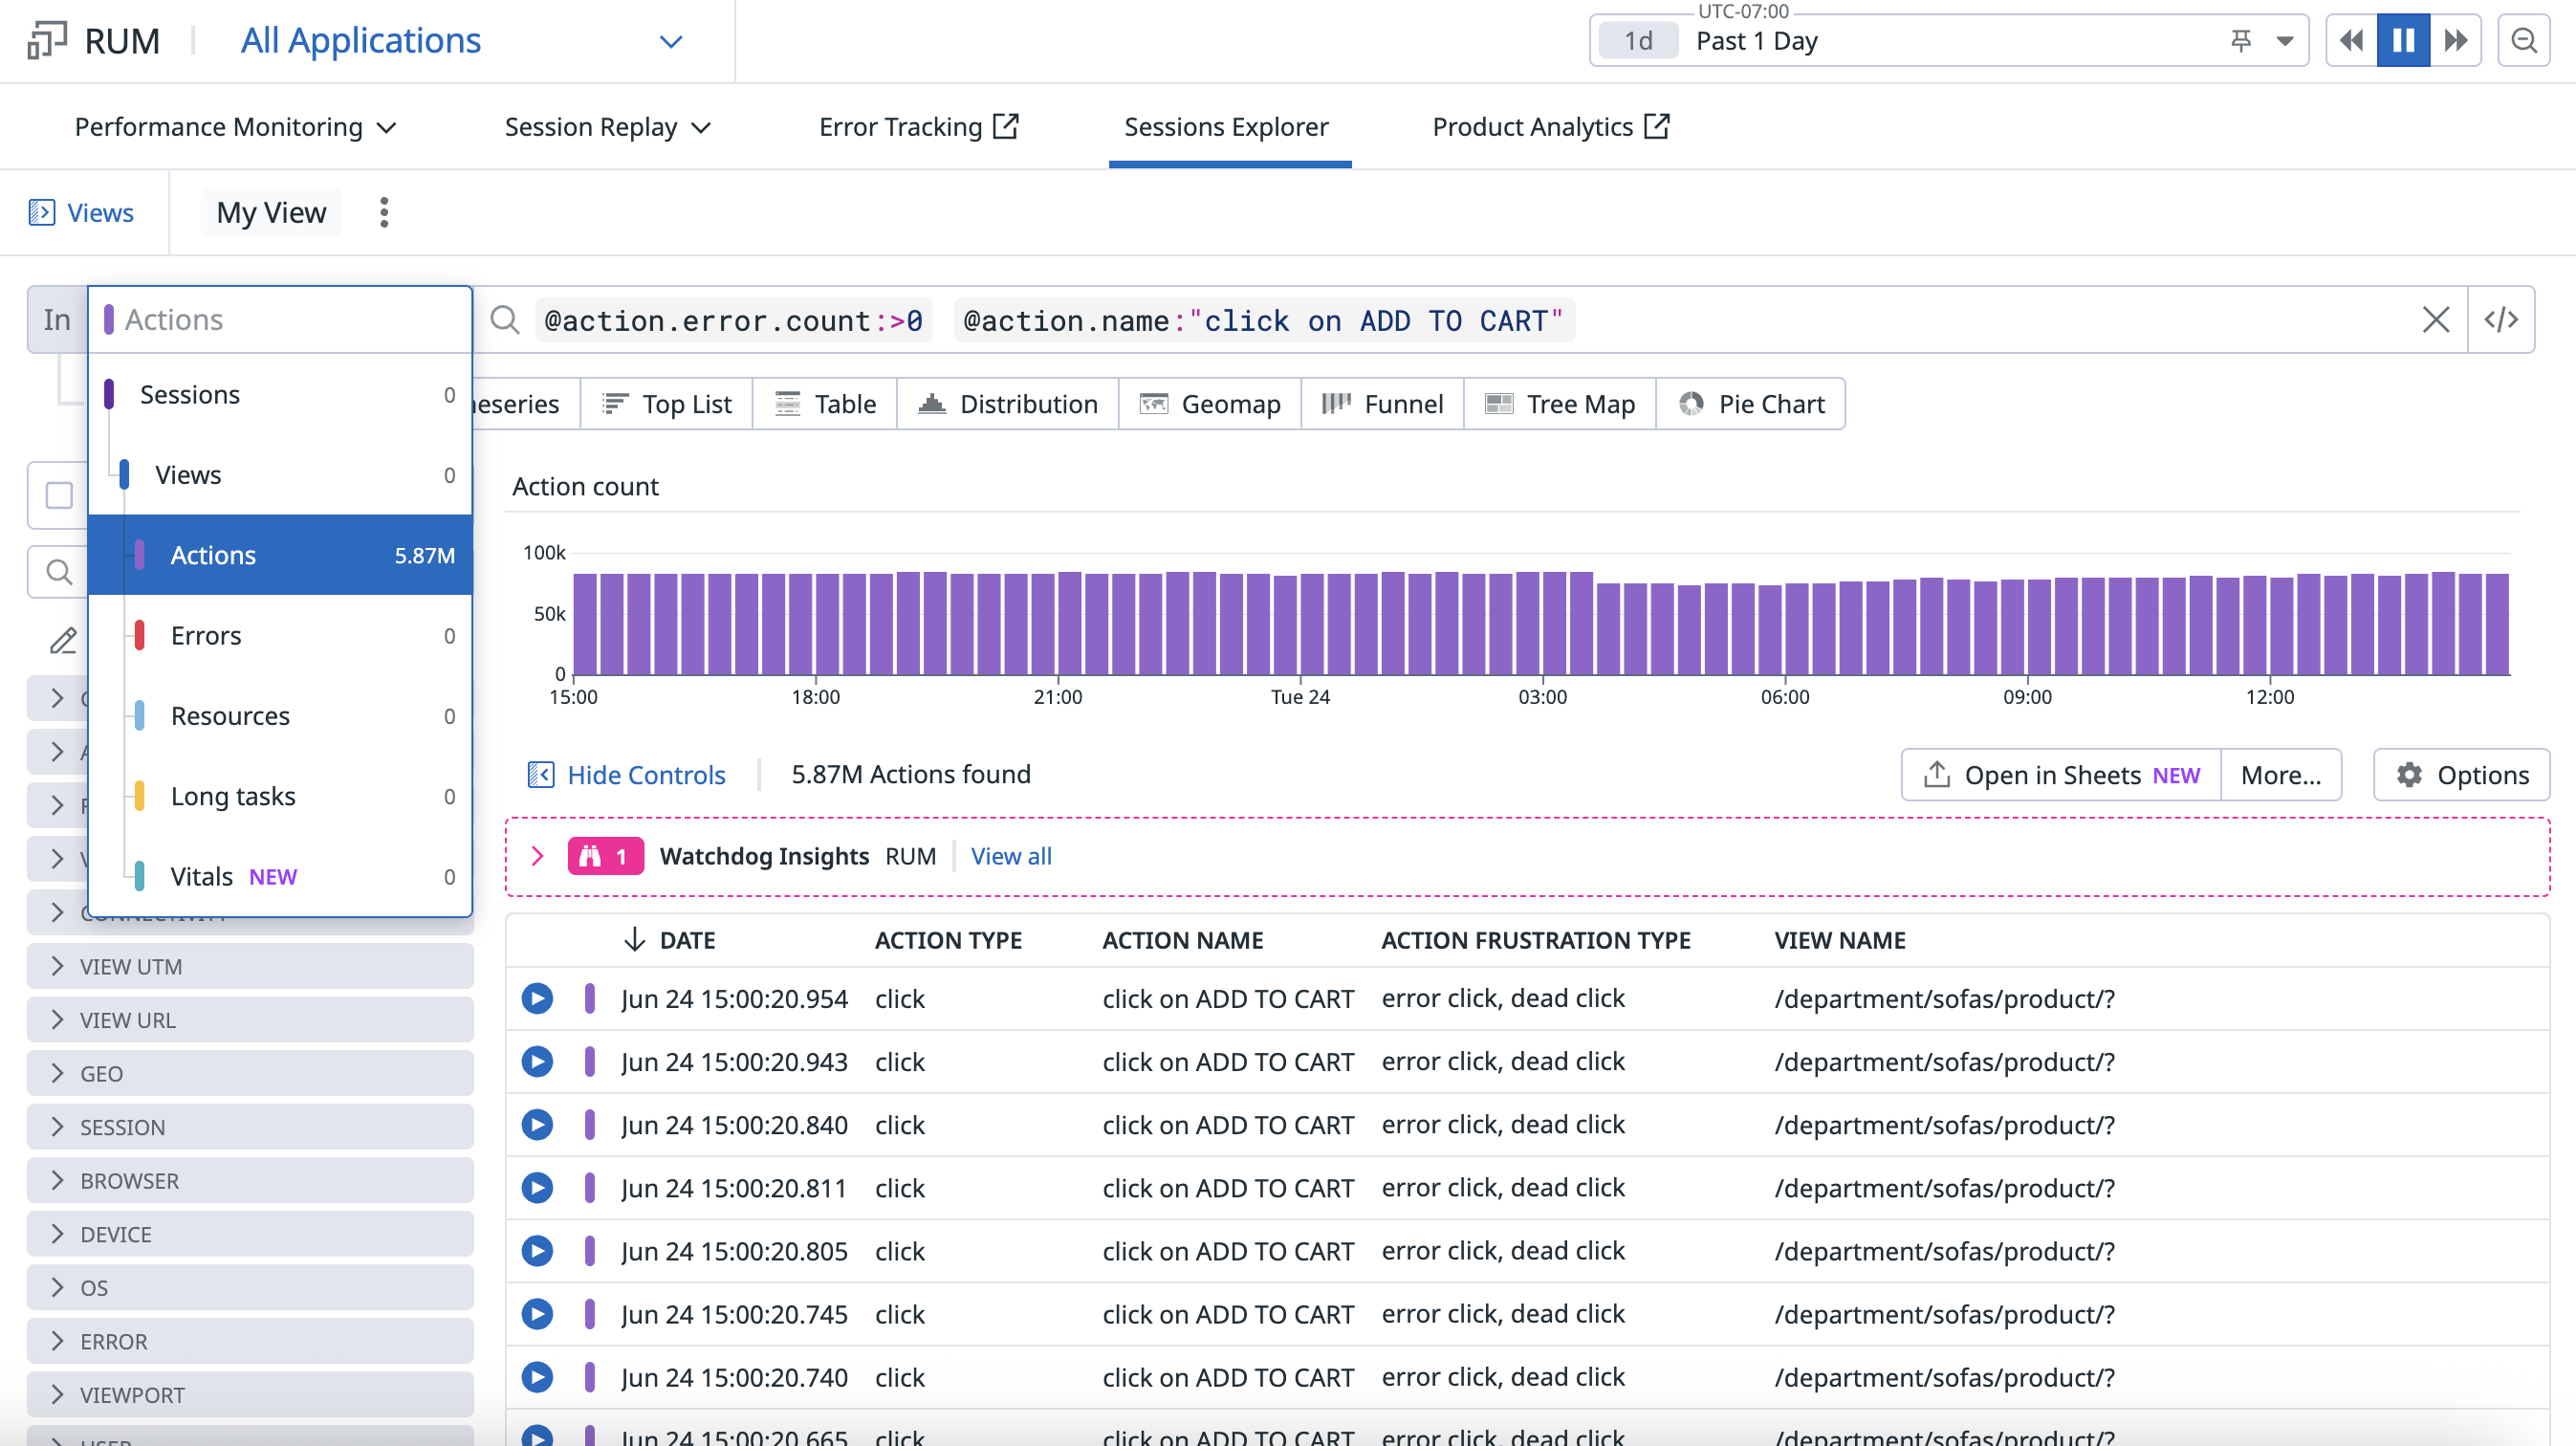 RUM
All Applications
UTC-07:00
1d Past 1 Day
Performance Monitoring
Session Replay
Error Tracking
Sessions Explorer
Product Analytics
Views
My View
In
Actions
@action.error.count:>0 @action.name:"click on ADD TO CART"
</>
Sessions 0
Views 0
Actions 5.87M
Errors 0
Resources 0
Long tasks 0
Vitals NEW 0
eseries
Top List
Table
Distribution
Geomap
Funnel
Tree Map
Pie Chart
Action count
100k
50k
0
15:00 18:00 21:00 Tue 24 03:00 06:00 09:00 12:00
Hide Controls
5.87M Actions found
Open in Sheets NEW
More...
Options
1 Watchdog Insights RUM View all
CONNECTIVITY
VIEW UTM
VIEW URL
GEO
SESSION
BROWSER
DEVICE
OS
ERROR
VIEWPORT
USER
DATE ACTION TYPE ACTION NAME ACTION FRUSTRATION TYPE VIEW NAME
Jun 24 15:00:20.954 click click on ADD TO CART error click, dead click /department/sofas/product/?
Jun 24 15:00:20.943 click click on ADD TO CART error click, dead click /department/sofas/product/?
Jun 24 15:00:20.840 click click on ADD TO CART error click, dead click /department/sofas/product/?
Jun 24 15:00:20.811 click click on ADD TO CART error click, dead click /department/sofas/product/?
Jun 24 15:00:20.805 click click on ADD TO CART error click, dead click /department/sofas/product/?
Jun 24 15:00:20.745 click click on ADD TO CART error click, dead click /department/sofas/product/?
Jun 24 15:00:20.740 click click on ADD TO CART error click, dead click /department/sofas/product/?
Jun 24 15:00:20.665 click click on ADD TO CART error click, dead click /department/sofas/product/?